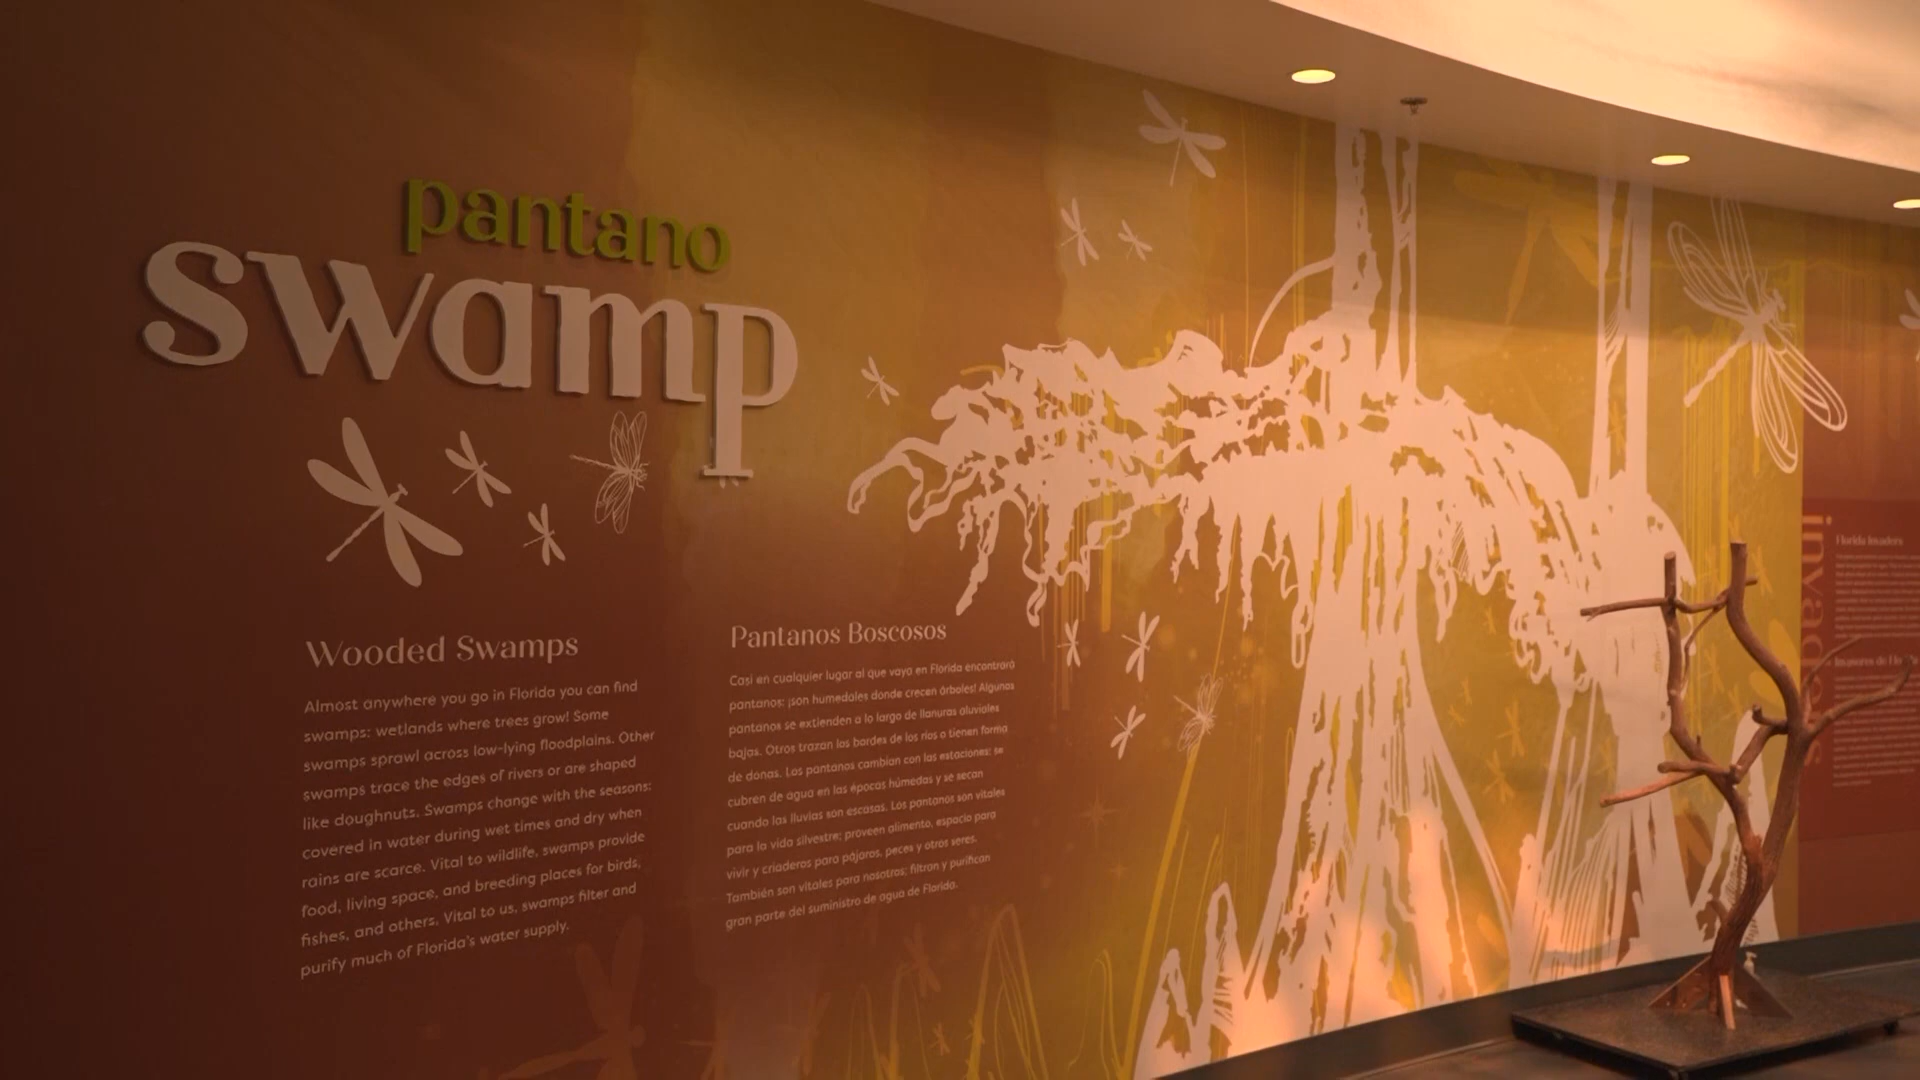 pantano
swamp
Wooded Swamps
Almost anywhere you go in Florida you can find
swamps: wetlands where trees grow! Some
swamps sprawl across low-lying floodplains. Other
swamps trace the edges of rivers or are shaped
like doughnuts. Swamps change with the seasons:
covered in water during wet times and dry when
rains are scarce. Vital to wildlife, swamps provide
food, living space, and breeding places for birds,
fishes, and others. Vital to us, swamps filter and
purify much of Florida's water supply.
Pantanos Boscosos
Casi en cualquier lugar al que vaya en Florida encontrará
pantanos: ¡son humedales donde crecen árboles! Algunos
pantanos se extienden a lo largo de llanuras aluviales
bajas. Otros trazan los bordes de los ríos o tienen forma
de donas. Los pantanos cambian con las estaciones: se
cubren de agua en las épocas húmedas y se secan
cuando las lluvias son escasas. Los pantanos son vitales
para la vida silvestre: proveen alimento, espacio para
vivir y criaderos para pájaros, peces y otros seres.
También son vitales para nosotros: filtran y purifican
gran parte del suministro de agua de Florida.
invaders
Florida Invaders
Invasores de